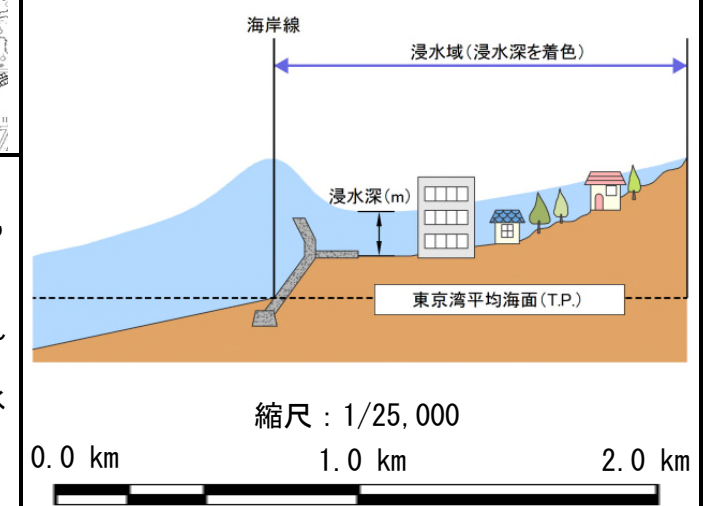 海岸線
浸水域(浸水深を着色)
浸水深(m)
東京湾平均海面(T.P.)
縮尺:1/25,000
0.0 km 1.0 km 2.0 km